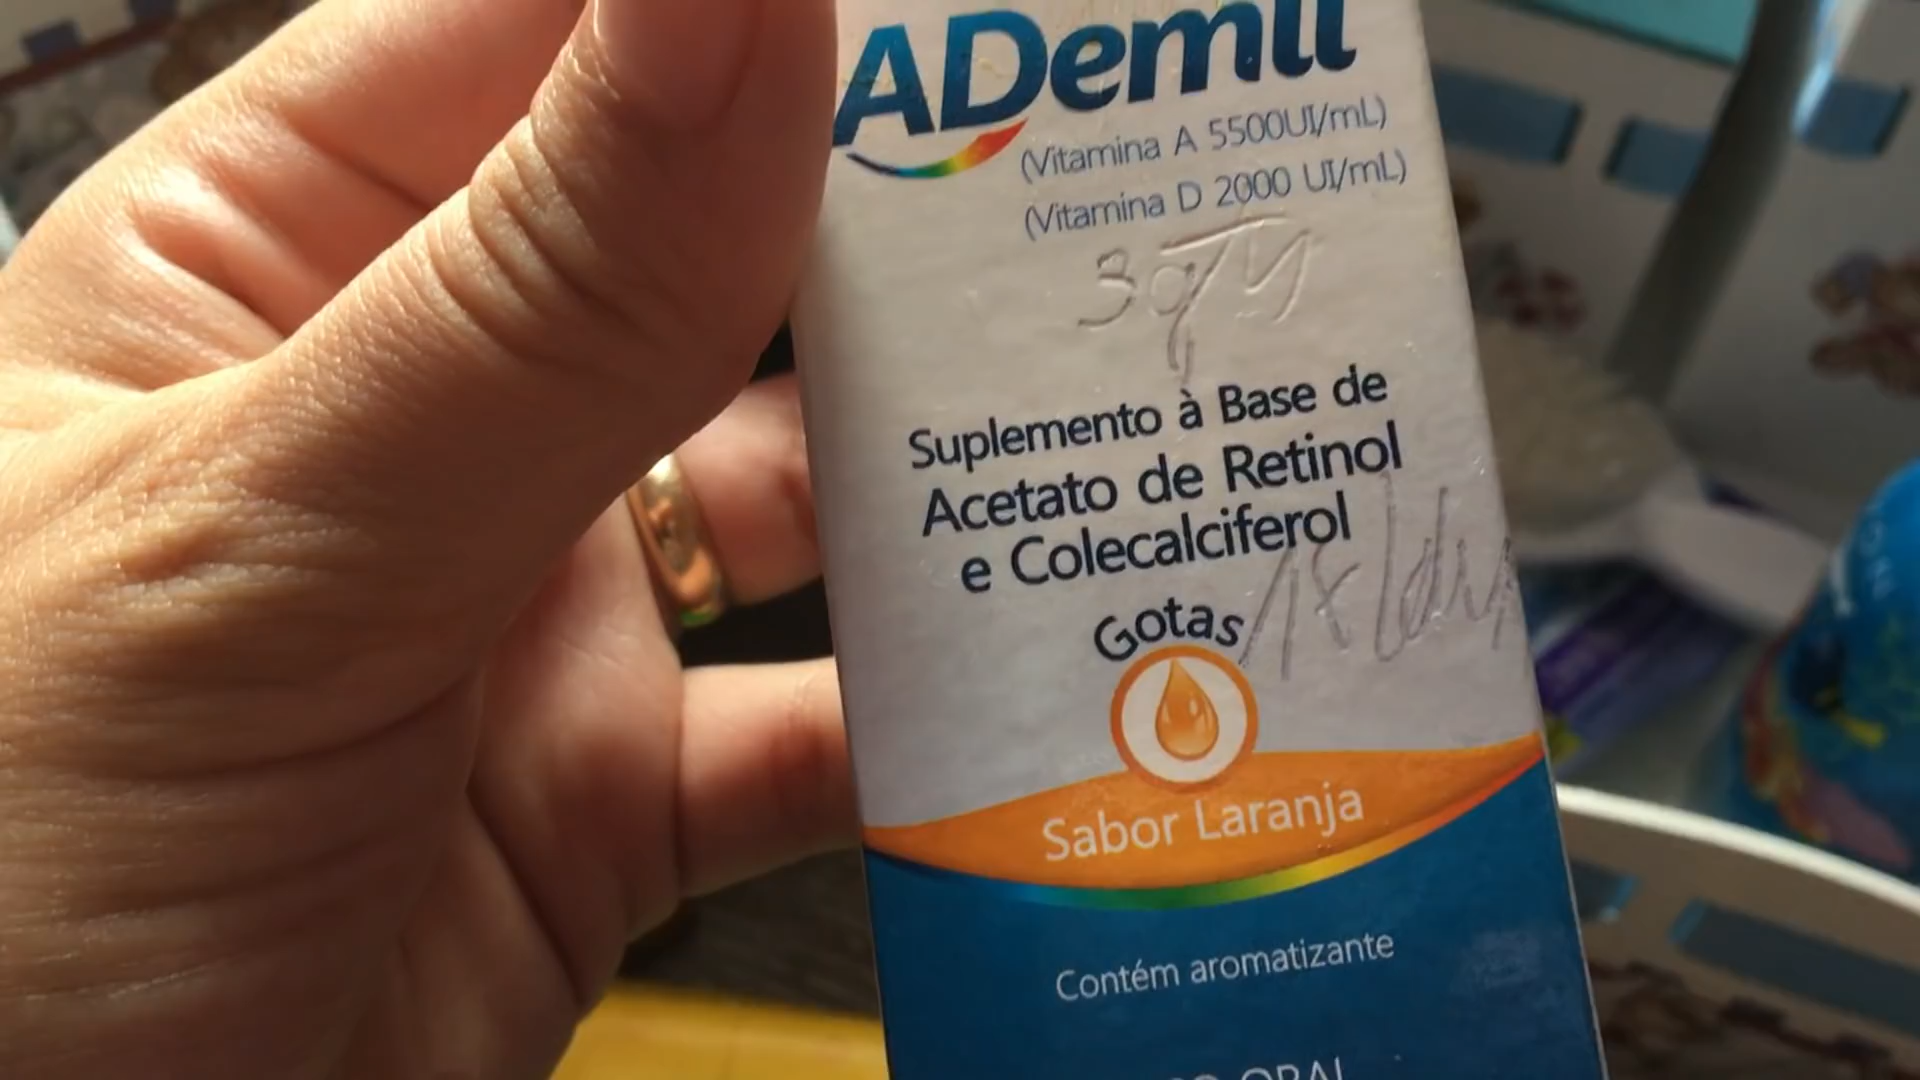 ADemil
(Vitamina A 5500UI/mL)
(Vitamina D 2000 UI/mL)
Suplemento à Base de
Acetato de Retinol
e Colecalciferol
Gotas
Sabor Laranja
Contém aromatizante
ORAL